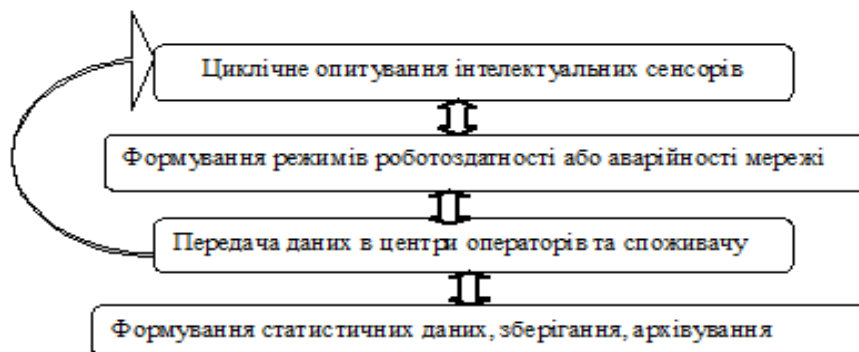 Циклічне опитування інтелектуальних сенсорів
Формування режимів роботоздатності або аварійності мережі
Передача даних в центри операторів та споживачу
Формування статистичних даних, зберігання, архівування